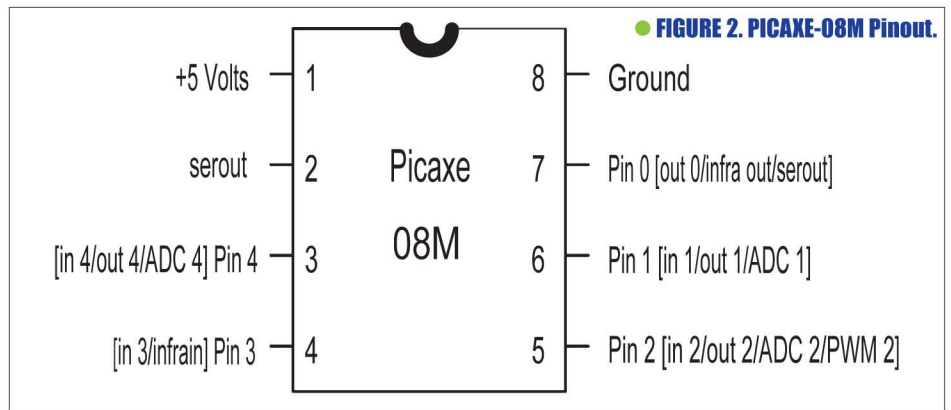 FIGURE 2. PICAXE-08M Pinout.
+5 Volts 1 8 Ground
serout 2 Picaxe 7 Pin 0 [out 0/infra out/serout]
08M
[in 4/out 4/ADC 4] Pin 4 3 6 Pin 1 [in 1/out 1/ADC 1]
[in 3/infrain] Pin 3 4 5 Pin 2 [in 2/out 2/ADC 2/PWM 2]